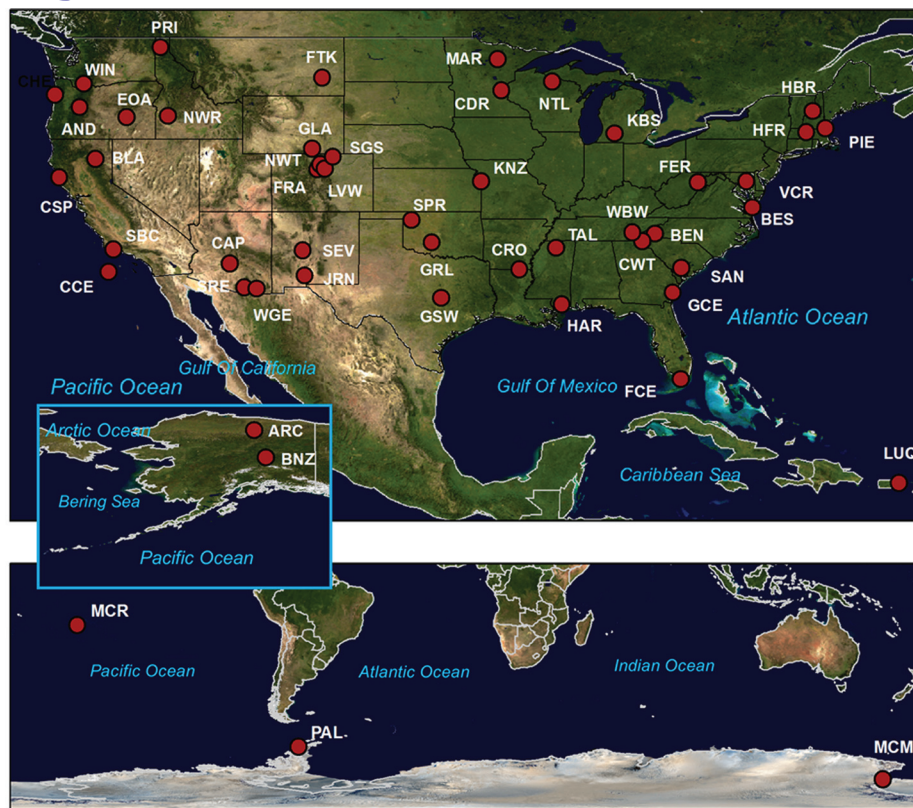 PRI
FTK
MAR
WIN
CHE
CDR
NTL
HBR
EOA
NWR
KBS
AND
HFR
PIE
GLA
BLA
NWT
SGS
FER
FRA
LVW
KNZ
CSP
VCR
SPR
WBW
BES
SBC
CAP
SEV
CRO
TAL
BEN
GRL
CWT
SAN
CCE
SRE
JRN
WGE
GSW
GCE
HAR
Atlantic Ocean
Gulf Of California
Pacific Ocean
Gulf Of Mexico
FCE
Arctic Ocean
ARC
BNZ
LUQ
Caribbean Sea
Bering Sea
Pacific Ocean
MCR
Pacific Ocean
Atlantic Ocean
Indian Ocean
PAL
MCM